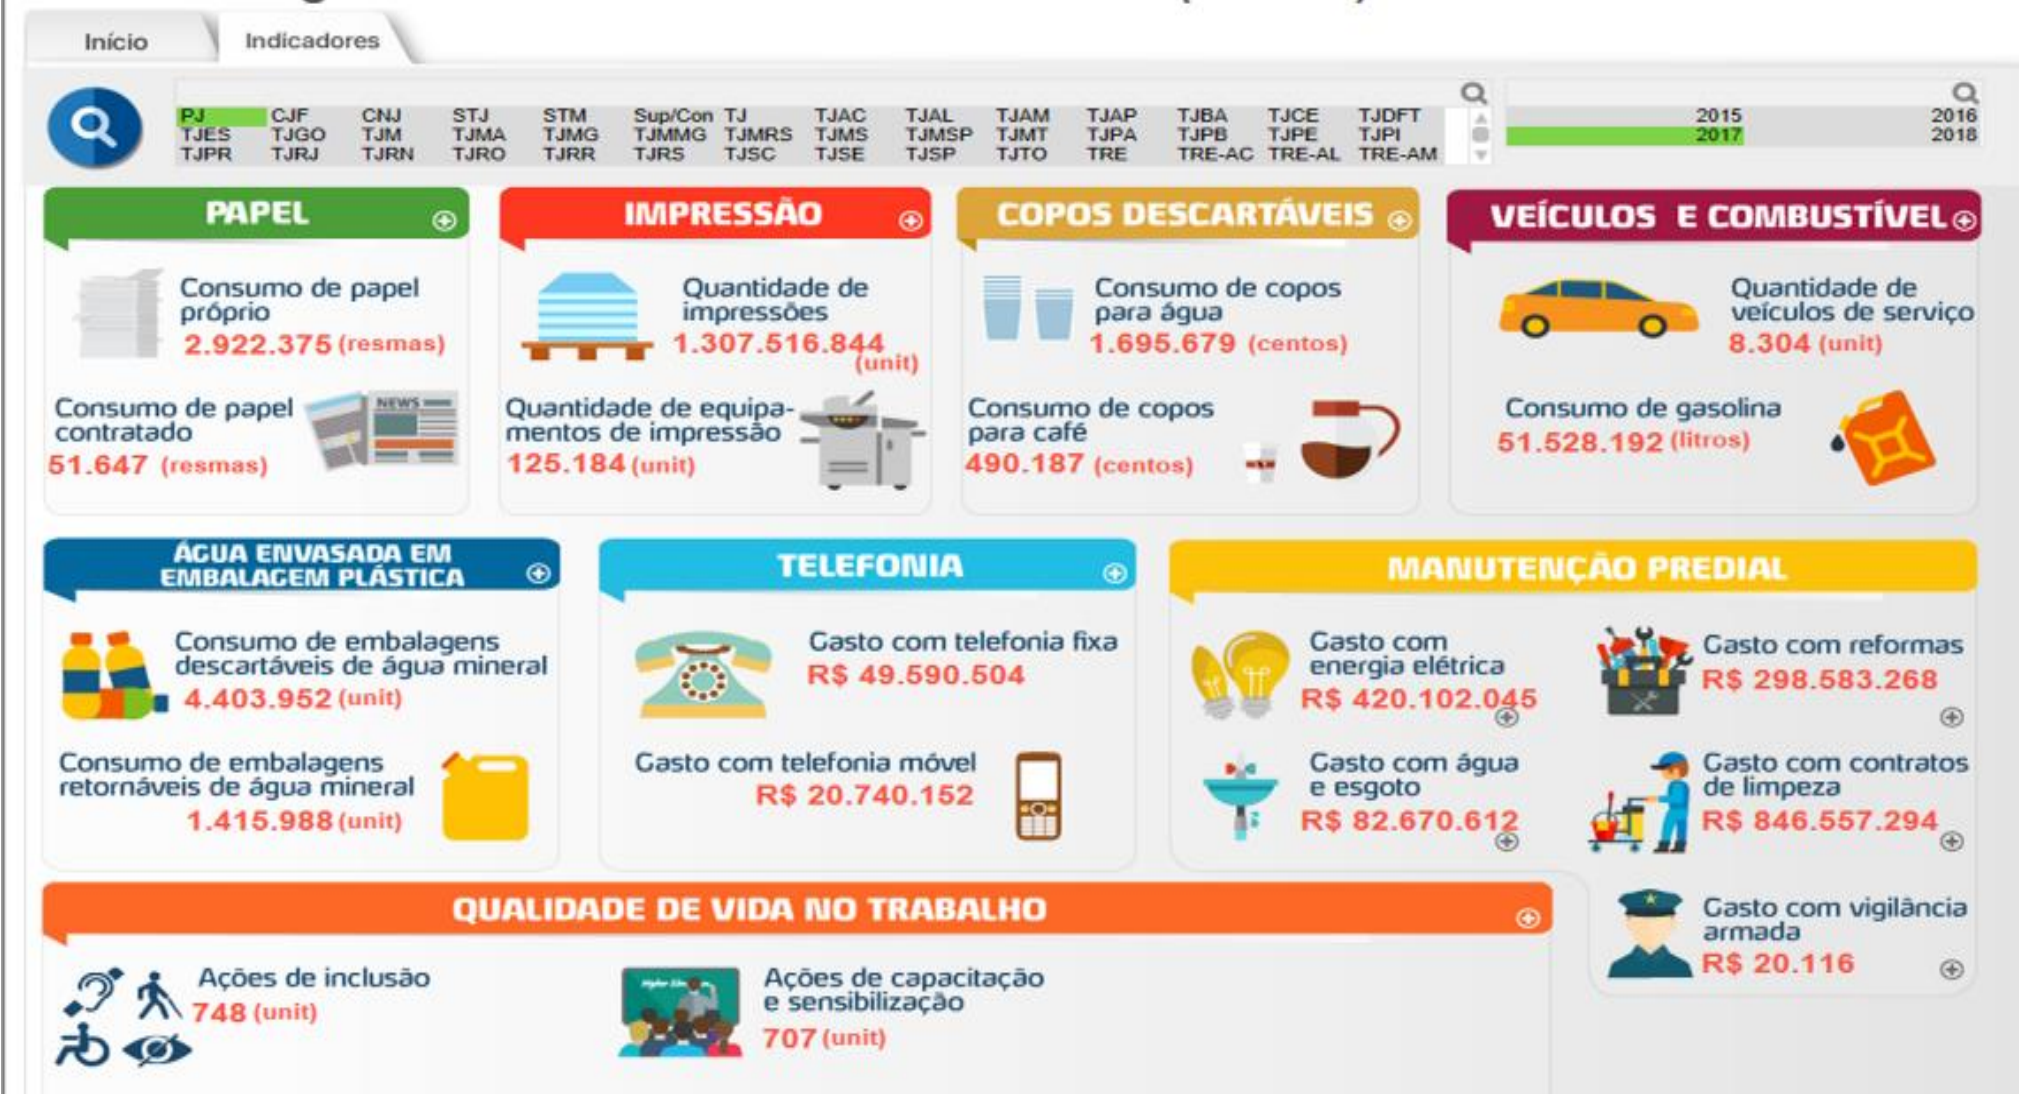 Início
Indicadores
PJ CJF CNJ STJ STM Sup/Con TJ TJAC TJAL TJAM TJAP TJBA TJCE TJDFT
TJES TJGO TJM TJMA TJMG TJMMG TJMRS TJMS TJMSP TJMT TJPA TJPB TJPE TJPI
TJPR TJRJ TJRN TJRO TJRR TJRS TJSC TJSE TJSP TJTO TRE TRE-AC TRE-AL TRE-AM
2015 2016
2017 2018
PAPEL
Consumo de papel
próprio
2.922.375 (resmas)
Consumo de papel
contratado
51.647 (resmas)
NEWS
IMPRESSÃO
Quantidade de
impressões
1.307.516.844
(unit)
Quantidade de equipa-
mentos de impressão
125.184 (unit)
COPOS DESCARTÁVEIS
Consumo de copos
para água
1.695.679 (centos)
Consumo de copos
para café
490.187 (centos)
VEÍCULOS E COMBUSTÍVEL
Quantidade de
veículos de serviço
8.304 (unit)
Consumo de gasolina
51.528.192 (litros)
ÁGUA ENVASADA EM
EMBALAGEM PLÁSTICA
Consumo de embalagens
descartáveis de água mineral
4.403.952 (unit)
Consumo de embalagens
retornáveis de água mineral
1.415.988 (unit)
TELEFONIA
Gasto com telefonia fixa
R$ 49.590.504
Gasto com telefonia móvel
R$ 20.740.152
MANUTENÇÃO PREDIAL
Gasto com
energia elétrica
R$ 420.102.045
Gasto com reformas
R$ 298.583.268
Gasto com água
e esgoto
R$ 82.670.612
Gasto com contratos
de limpeza
R$ 846.557.294
Gasto com vigilância
armada
R$ 20.116
QUALIDADE DE VIDA NO TRABALHO
Ações de inclusão
748 (unit)
Ações de capacitação
e sensibilização
707 (unit)